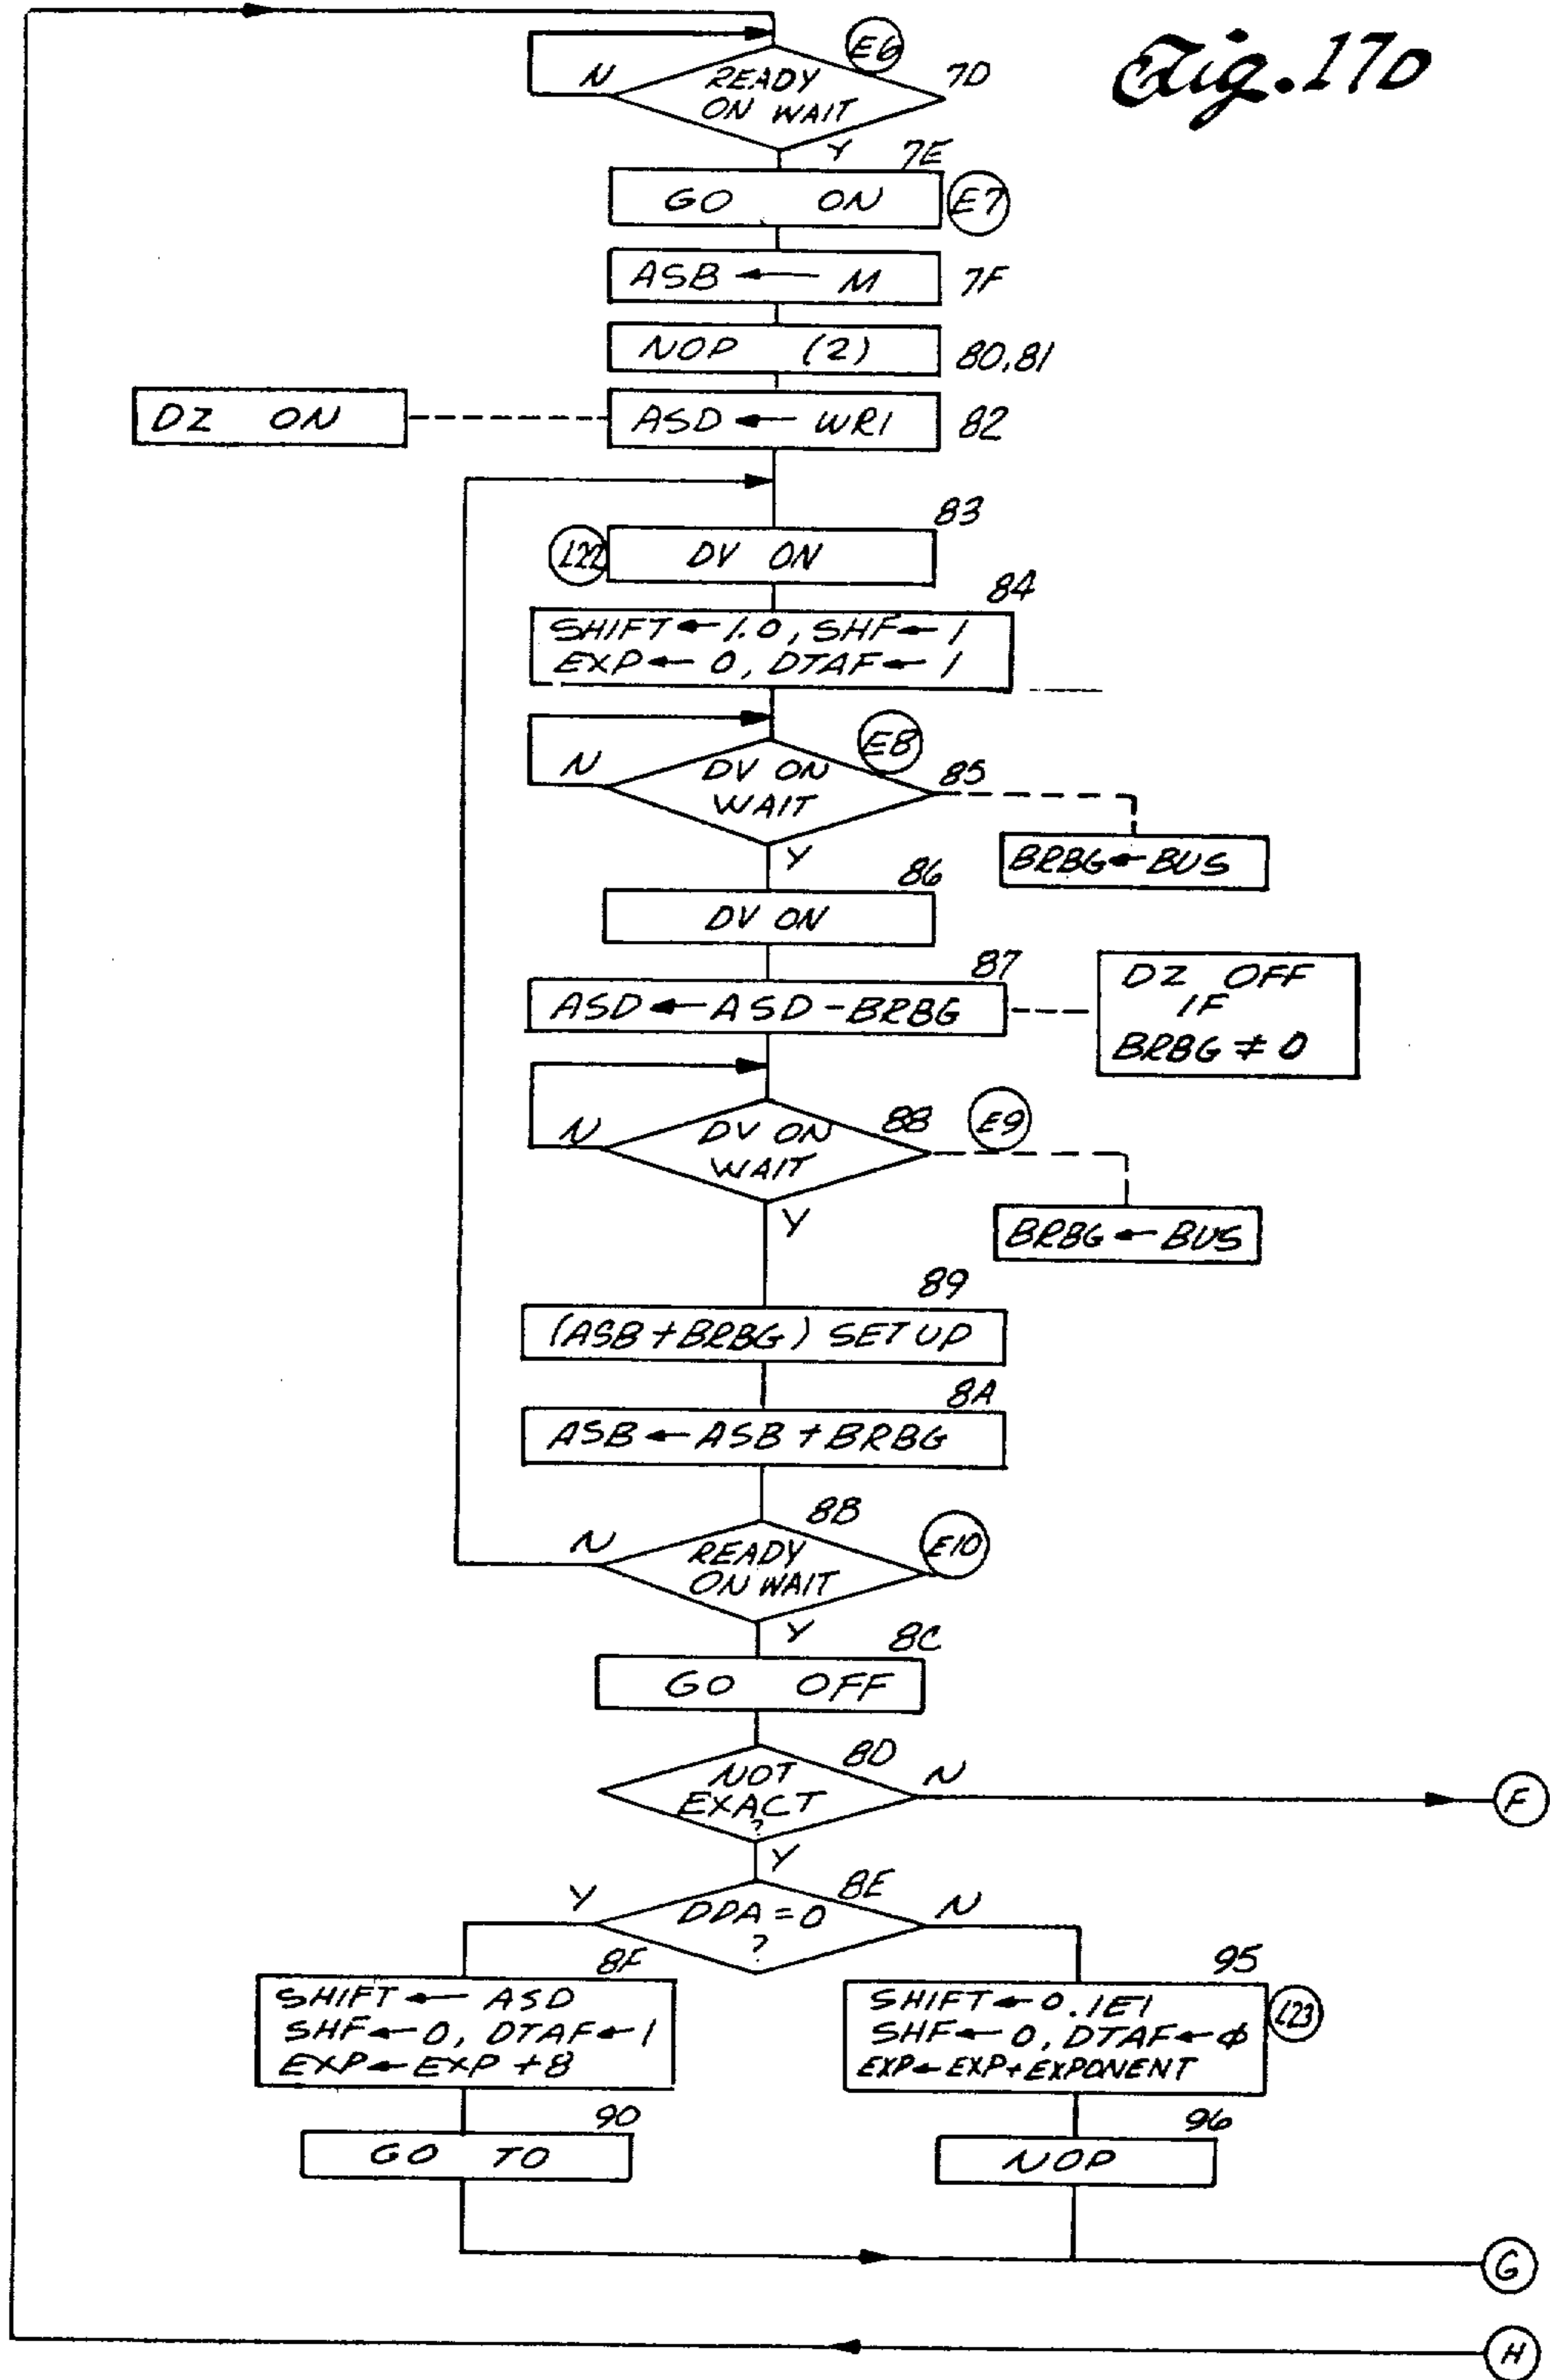 Fig. 17D
E6
7D
READY
ON WAIT
N
Y
7E
GO ON
E7
ASB ← M
7F
NOP (2)
80,81
DZ ON
ASD ← WR1
82
83
L22
DV ON
84
SHIFT ← 1.0, SHF ← 1
EXP ← 0, DTAF ← 1
E8
N
DV ON
WAIT
85
Y
BRBG ← BUS
86
DV ON
87
ASD ← ASD - BRBG
DZ OFF
IF
BRBG ≠ 0
N
DV ON
WAIT
88
E9
Y
BRBG ← BUS
89
(ASB + BRBG) SET UP
8A
ASB ← ASB + BRBG
8B
N
READY
ON WAIT
E10
Y
8C
GO OFF
8D
NOT
EXACT
?
N
F
Y
8E
Y
DDA = 0
?
N
8F
SHIFT ← ASD
SHF ← 0, DTAF ← 1
EXP ← EXP + 8
95
SHIFT ← 0.1E1
SHF ← 0, DTAF ← ϕ
EXP ← EXP + EXPONENT
L23
90
GO TO
96
NOP
G
H